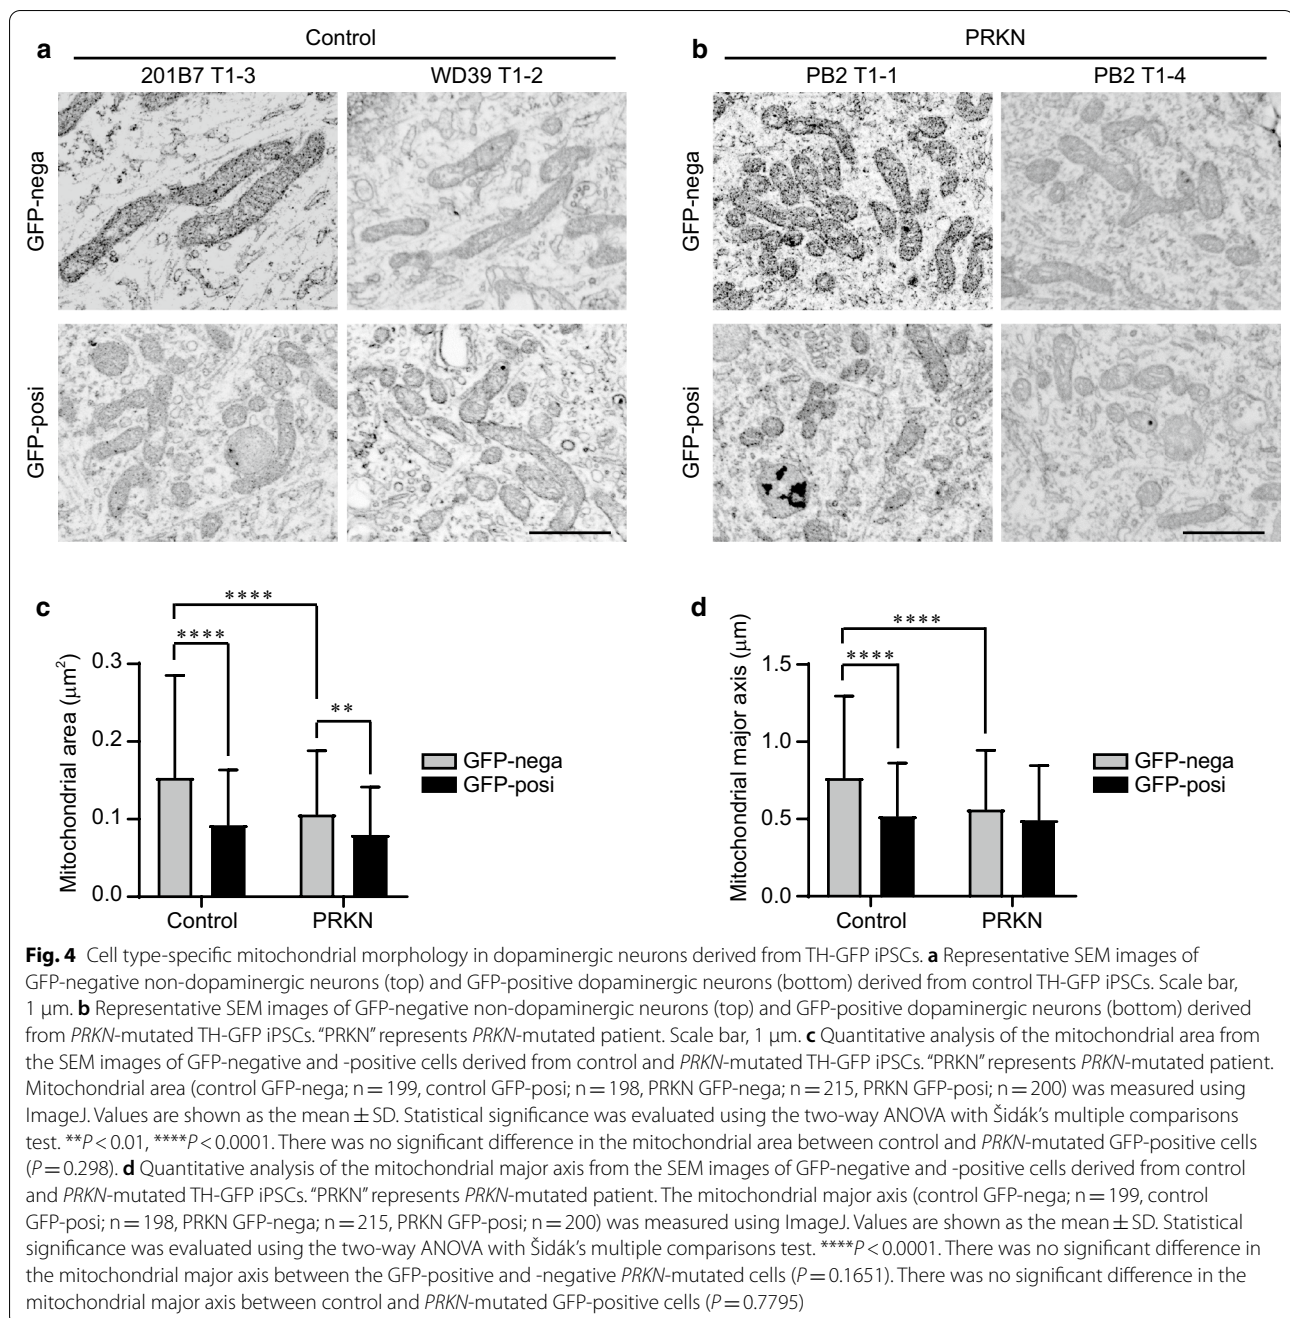 a
Control
201B7 T1-3
WD39 T1-2
GFP-nega
GFP-posi
b
PRKN
PB2 T1-1
PB2 T1-4
GFP-nega
GFP-posi
c
****
****
**
Mitochondrial area (μm²)
0.3
0.2
0.1
0.0
Control
PRKN
GFP-nega
GFP-posi
d
****
****
Mitochondrial major axis (μm)
1.5
1.0
0.5
0.0
Control
PRKN
GFP-nega
GFP-posi
Fig. 4 Cell type-specific mitochondrial morphology in dopaminergic neurons derived from TH-GFP iPSCs. a Representative SEM images of
GFP-negative non-dopaminergic neurons (top) and GFP-positive dopaminergic neurons (bottom) derived from control TH-GFP iPSCs. Scale bar,
1 μm. b Representative SEM images of GFP-negative non-dopaminergic neurons (top) and GFP-positive dopaminergic neurons (bottom) derived
from PRKN-mutated TH-GFP iPSCs. “PRKN” represents PRKN-mutated patient. Scale bar, 1 μm. c Quantitative analysis of the mitochondrial area from
the SEM images of GFP-negative and -positive cells derived from control and PRKN-mutated TH-GFP iPSCs. “PRKN” represents PRKN-mutated patient.
Mitochondrial area (control GFP-nega; n = 199, control GFP-posi; n = 198, PRKN GFP-nega; n = 215, PRKN GFP-posi; n = 200) was measured using
ImageJ. Values are shown as the mean ± SD. Statistical significance was evaluated using the two-way ANOVA with Šidák’s multiple comparisons
test. **P < 0.01, ****P < 0.0001. There was no significant difference in the mitochondrial area between control and PRKN-mutated GFP-positive cells
(P = 0.298). d Quantitative analysis of the mitochondrial major axis from the SEM images of GFP-negative and -positive cells derived from control
and PRKN-mutated TH-GFP iPSCs. “PRKN” represents PRKN-mutated patient. The mitochondrial major axis (control GFP-nega; n = 199, control
GFP-posi; n = 198, PRKN GFP-nega; n = 215, PRKN GFP-posi; n = 200) was measured using ImageJ. Values are shown as the mean ± SD. Statistical
significance was evaluated using the two-way ANOVA with Šidák’s multiple comparisons test. ****P < 0.0001. There was no significant difference in
the mitochondrial major axis between the GFP-positive and -negative PRKN-mutated cells (P = 0.1651). There was no significant difference in the
mitochondrial major axis between control and PRKN-mutated GFP-positive cells (P = 0.7795)